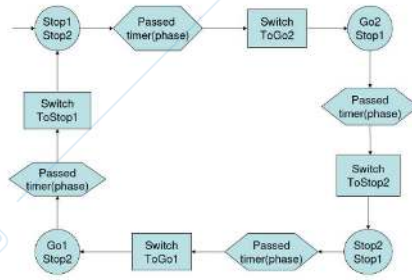 Stop1
Stop2
Passed
timer(phase)
Switch
ToGo2
Go2
Stop1
Passed
timer(phase)
Switch
ToStop2
Stop2
Stop1
Passed
timer(phase)
Switch
ToGo1
Go1
Stop2
Passed
timer(phase)
Switch
ToStop1